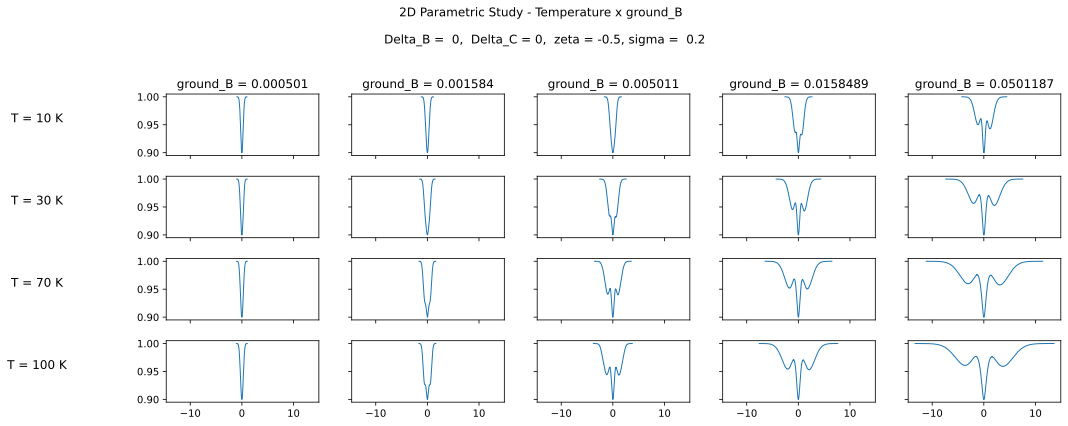 2D Parametric Study - Temperature x ground_B
Delta_B =  0,  Delta_C = 0,  zeta = -0.5, sigma =  0.2
ground_B = 0.000501
ground_B = 0.001584
ground_B = 0.005011
ground_B = 0.0158489
ground_B = 0.0501187
T = 10 K
1.00
0.95
0.90
T = 30 K
1.00
0.95
0.90
T = 70 K
1.00
0.95
0.90
T = 100 K
1.00
0.95
0.90
−10 0 10
−10 0 10
−10 0 10
−10 0 10
−10 0 10